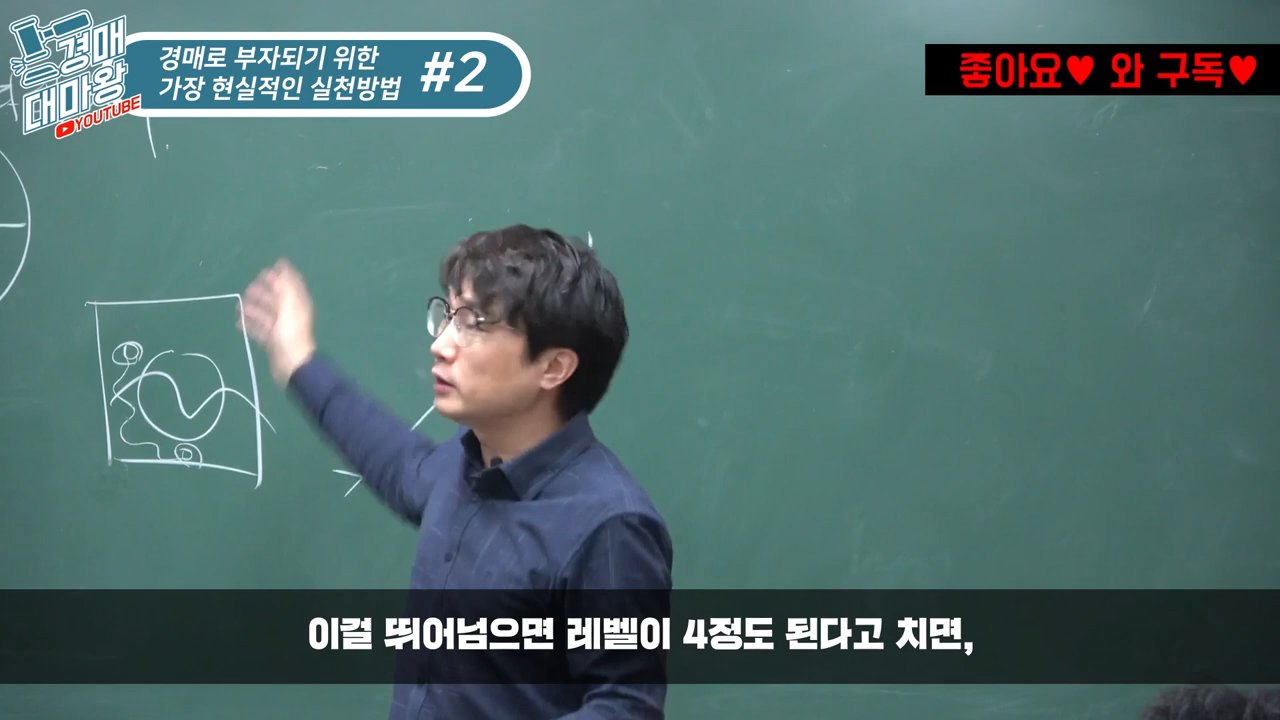 경매
대마왕
YOUTUBE
경매로 부자되기 위한
가장 현실적인 실천방법
#2
좋아요♥ 와 구독♥
이걸 뛰어넘으면 레벨이 4정도 된다고 치면,